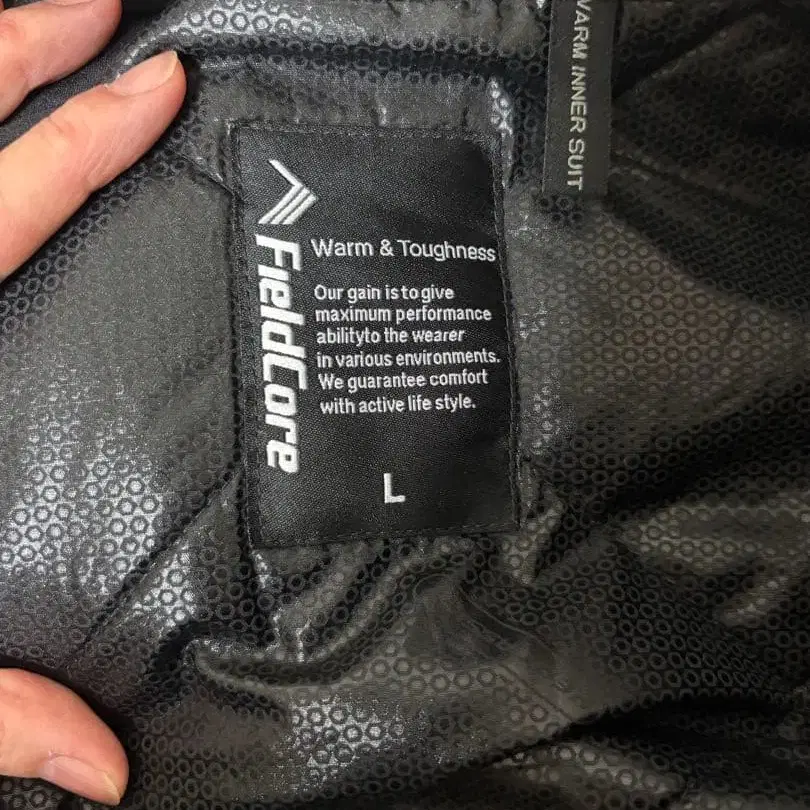 WARM INNER SUIT
FieldCore
Warm & Toughness
Our gain is to give
maximum performance
abilityto the wearer
in various environments.
We guarantee comfort
with active life style.
L